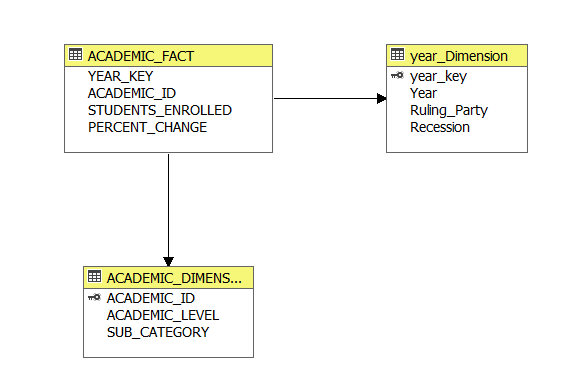 ACADEMIC_FACT
YEAR_KEY
ACADEMIC_ID
STUDENTS_ENROLLED
PERCENT_CHANGE
year_Dimension
year_key
Year
Ruling_Party
Recession
ACADEMIC_DIMENS...
ACADEMIC_ID
ACADEMIC_LEVEL
SUB_CATEGORY